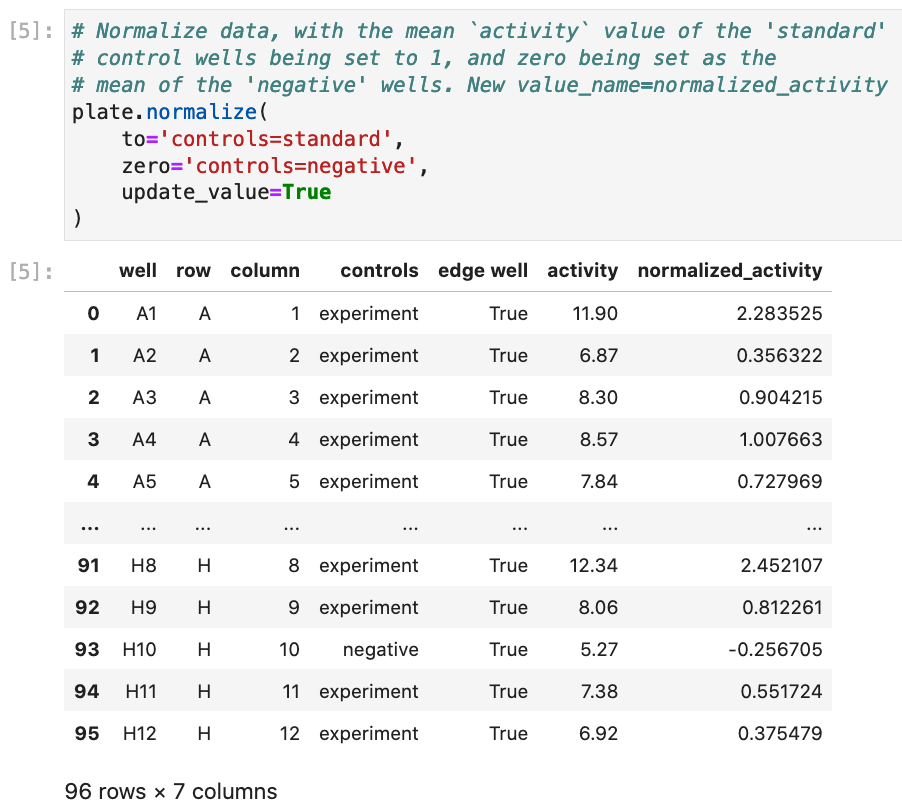 [5]: # Normalize data, with the mean `activity` value of the 'standard'
# control wells being set to 1, and zero being set as the
# mean of the 'negative' wells. New value_name=normalized_activity
plate.normalize(
    to='controls=standard',
    zero='controls=negative',
    update_value=True
)
[5]: well row column controls edge well activity normalized_activity
0 A1 A 1 experiment True 11.90 2.283525
1 A2 A 2 experiment True 6.87 0.356322
2 A3 A 3 experiment True 8.30 0.904215
3 A4 A 4 experiment True 8.57 1.007663
4 A5 A 5 experiment True 7.84 0.727969
... ... ... ... ... ... ... ...
91 H8 H 8 experiment True 12.34 2.452107
92 H9 H 9 experiment True 8.06 0.812261
93 H10 H 10 negative True 5.27 -0.256705
94 H11 H 11 experiment True 7.38 0.551724
95 H12 H 12 experiment True 6.92 0.375479
96 rows × 7 columns